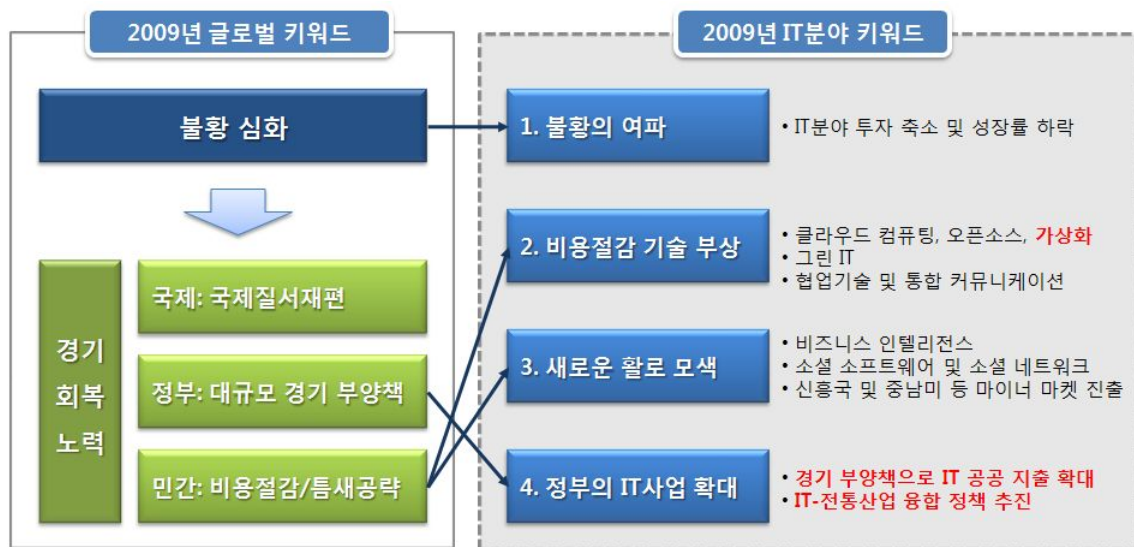 2009년 글로벌 키워드
불황 심화
경기
회복
노력
국제: 국제질서재편
정부: 대규모 경기 부양책
민간: 비용절감/틈새공략
2009년 IT분야 키워드
1. 불황의 여파
• IT분야 투자 축소 및 성장률 하락
2. 비용절감 기술 부상
• 클라우드 컴퓨팅, 오픈소스, 가상화
• 그린 IT
• 협업기술 및 통합 커뮤니케이션
3. 새로운 활로 모색
• 비즈니스 인텔리전스
• 소셜 소프트웨어 및 소셜 네트워크
• 신흥국 및 중남미 등 마이너 마켓 진출
4. 정부의 IT사업 확대
• 경기 부양책으로 IT 공공 지출 확대
• IT-전통산업 융합 정책 추진